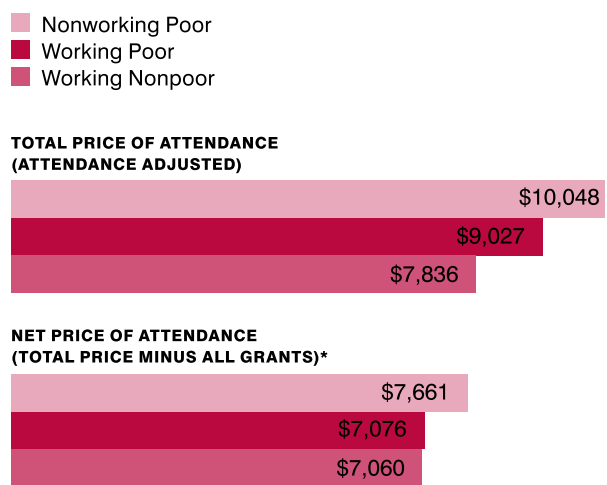 Nonworking Poor
Working Poor
Working Nonpoor
TOTAL PRICE OF ATTENDANCE
(ATTENDANCE ADJUSTED)
$10,048
$9,027
$7,836
NET PRICE OF ATTENDANCE
(TOTAL PRICE MINUS ALL GRANTS)*
$7,661
$7,076
$7,060